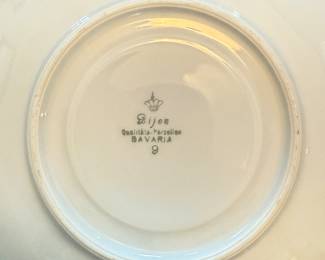 Bijou
Qualitäts-Porzellan
BAVARIA
9